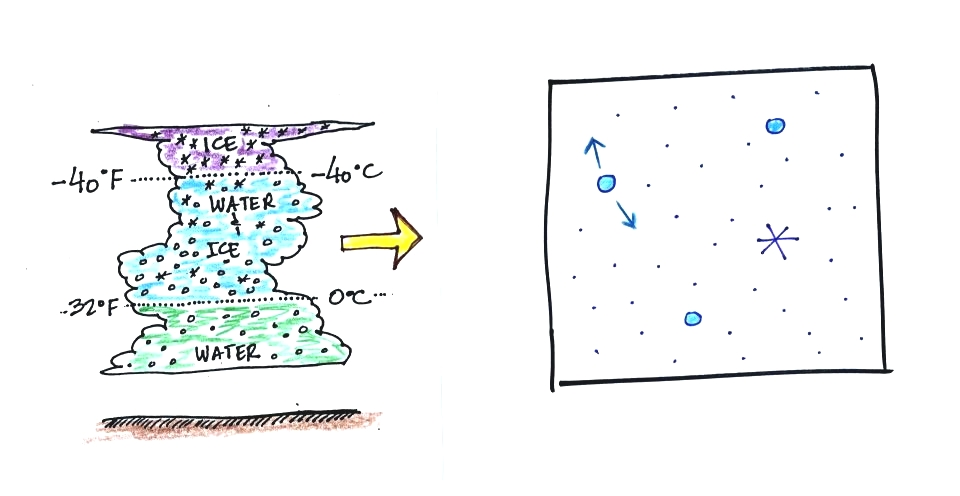 ICE
-40°F
-40°C
WATER
&
ICE
32°F
0°C
WATER